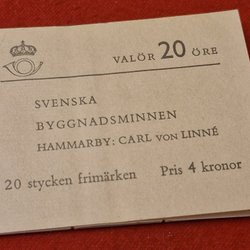 VALÖR 20 ÖRE
SVENSKA
BYGGNADSMINNEN
HAMMARBY: CARL VON LINNÉ
20 stycken frimärken Pris 4 kronor